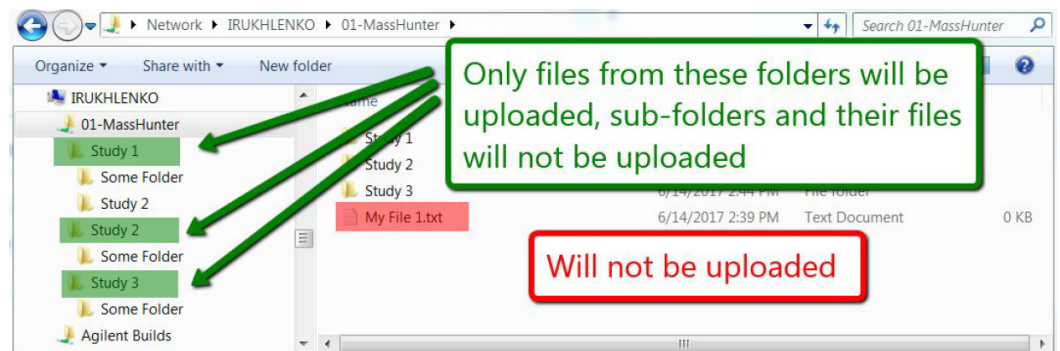 Network IRUKHLENKO 01-MassHunter Search 01-MassHunter
Organize Share with New folder
IRUKHLENKO
01-MassHunter
Study 1
Some Folder
Study 2
Study 2
Some Folder
Study 3
Some Folder
Agilent Builds
Name
Study 1
Study 2
Study 3 6/14/2017 2:44 PM File folder
My File 1.txt 6/14/2017 2:39 PM Text Document 0 KB
Only files from these folders will be
uploaded, sub-folders and their files
will not be uploaded
Will not be uploaded